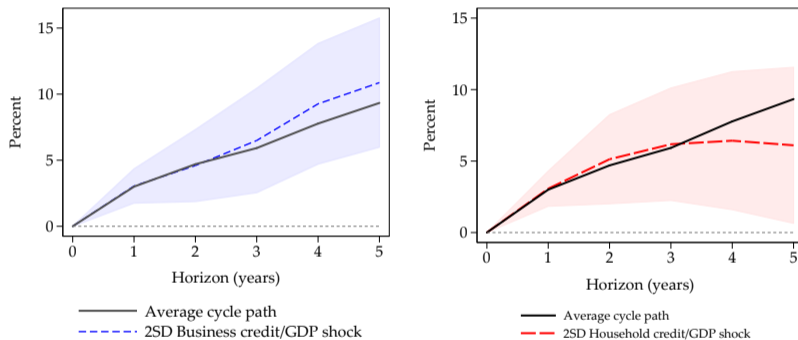 15
10
5
0
Percent
0 1 2 3 4 5
Horizon (years)
Average cycle path
2SD Business credit/GDP shock
15
10
5
0
Percent
0 1 2 3 4 5
Horizon (years)
Average cycle path
2SD Household credit/GDP shock